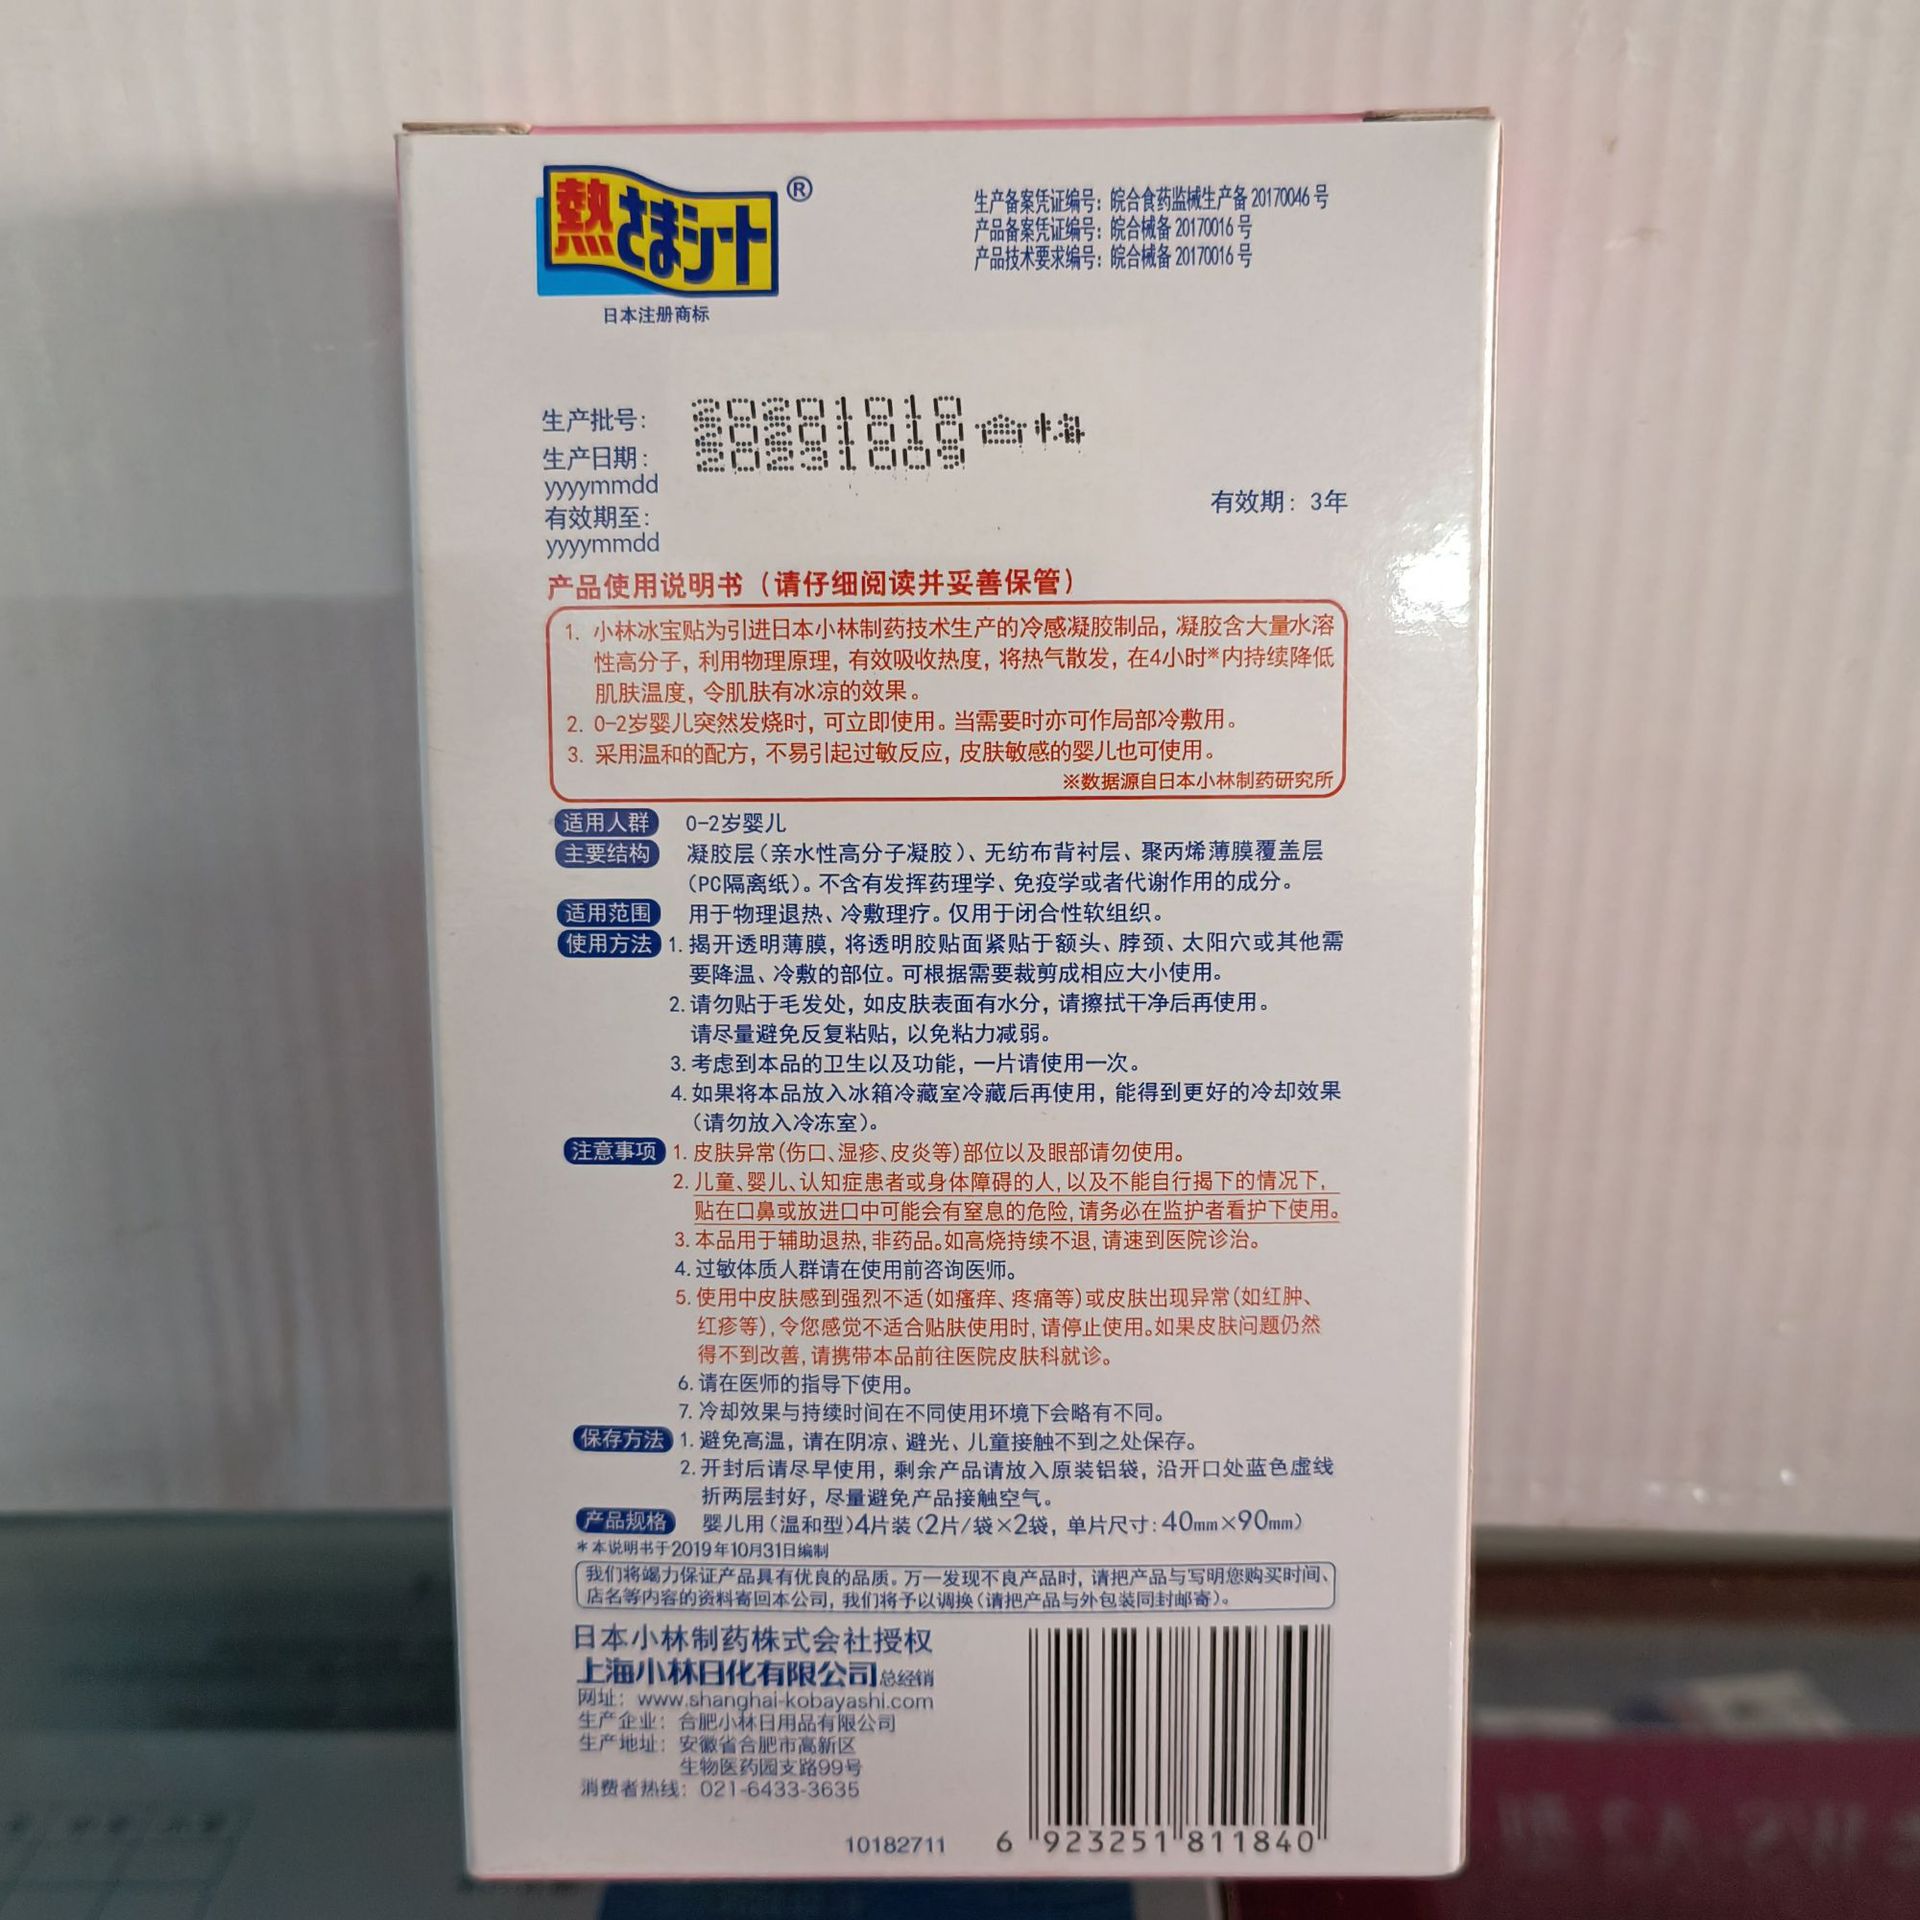 熱さまシート®
日本注册商标
生产备案凭证编号：皖合食药监械生产备20170046号
产品备案凭证编号：皖合械备20170016号
产品技术要求编号：皖合械备20170016号
生产批号：
20201010
生产日期：
20201010
yyyymmdd
有效期至：
20231009
yyyymmdd
有效期：3年
产品使用说明书（请仔细阅读并妥善保管）
1. 小林冰宝贴为引进日本小林制药技术生产的冷感凝胶制品，凝胶含大量水溶
性高分子，利用物理原理，有效吸收热度，将热气散发，在4小时※内持续降低
肌肤温度，令肌肤有冰凉的效果。
2. 0-2岁婴儿突然发烧时，可立即使用。当需要时亦可作局部冷敷用。
3. 采用温和的配方，不易引起过敏反应，皮肤敏感的婴儿也可使用。
※数据源自日本小林制药研究所
适用人群 0-2岁婴儿
主要结构 凝胶层（亲水性高分子凝胶）、无纺布背衬层、聚丙烯薄膜覆盖层
（PC隔离纸）。不含有发挥药理学、免疫学或者代谢作用的成分。
适用范围 用于物理退热、冷敷理疗。仅用于闭合性软组织。
使用方法 1. 揭开透明薄膜，将透明胶贴面紧贴于额头、脖颈、太阳穴或其他需
要降温、冷敷的部位。可根据需要裁剪成相应大小使用。
2. 请勿贴于毛发处，如皮肤表面有水分，请擦拭干净后再使用。
请尽量避免反复粘贴，以免粘力减弱。
3. 考虑到本品的卫生以及功能，一片请使用一次。
4. 如果将本品放入冰箱冷藏室冷藏后再使用，能得到更好的冷却效果
（请勿放入冷冻室）。
注意事项 1. 皮肤异常（伤口、湿疹、皮炎等）部位以及眼部请勿使用。
2. 儿童、婴儿、认知症患者或身体障碍的人，以及不能自行揭下的情况下，
贴在口鼻或放进口中可能会有窒息的危险，请务必在监护者看护下使用。
3. 本品用于辅助退热，非药品。如高烧持续不退，请速到医院诊治。
4. 过敏体质人群请在使用前咨询医师。
5. 使用中皮肤感到强烈不适（如瘙痒、疼痛等）或皮肤出现异常（如红肿、
红疹等），令您感觉不适合贴肤使用时，请停止使用。如果皮肤问题仍然
得不到改善，请携带本品前往医院皮肤科就诊。
6. 请在医师的指导下使用。
7. 冷却效果与持续时间在不同使用环境下会略有不同。
保存方法 1. 避免高温，请在阴凉、避光、儿童接触不到之处保存。
2. 开封后请尽早使用，剩余产品请放入原装铝袋，沿开口处蓝色虚线
折两层封好，尽量避免产品接触空气。
产品规格 婴儿用（温和型）4片装（2片/袋×2袋，单片尺寸：40mm×90mm）
＊本说明书于2019年10月31日编制
我们将竭力保证产品具有优良的品质。万一发现不良产品时，请把产品与写明您购买时间、
店名等内容的资料寄回本公司，我们将予以调换（请把产品与外包装同封邮寄）。
日本小林制药株式会社授权
上海小林日化有限公司总经销
网址：www.shanghai-kobayashi.com
生产企业：合肥小林日用品有限公司
生产地址：安徽省合肥市高新区
生物医药园支路99号
消费者热线：021-6433-3635
10182711
6 923251 811840